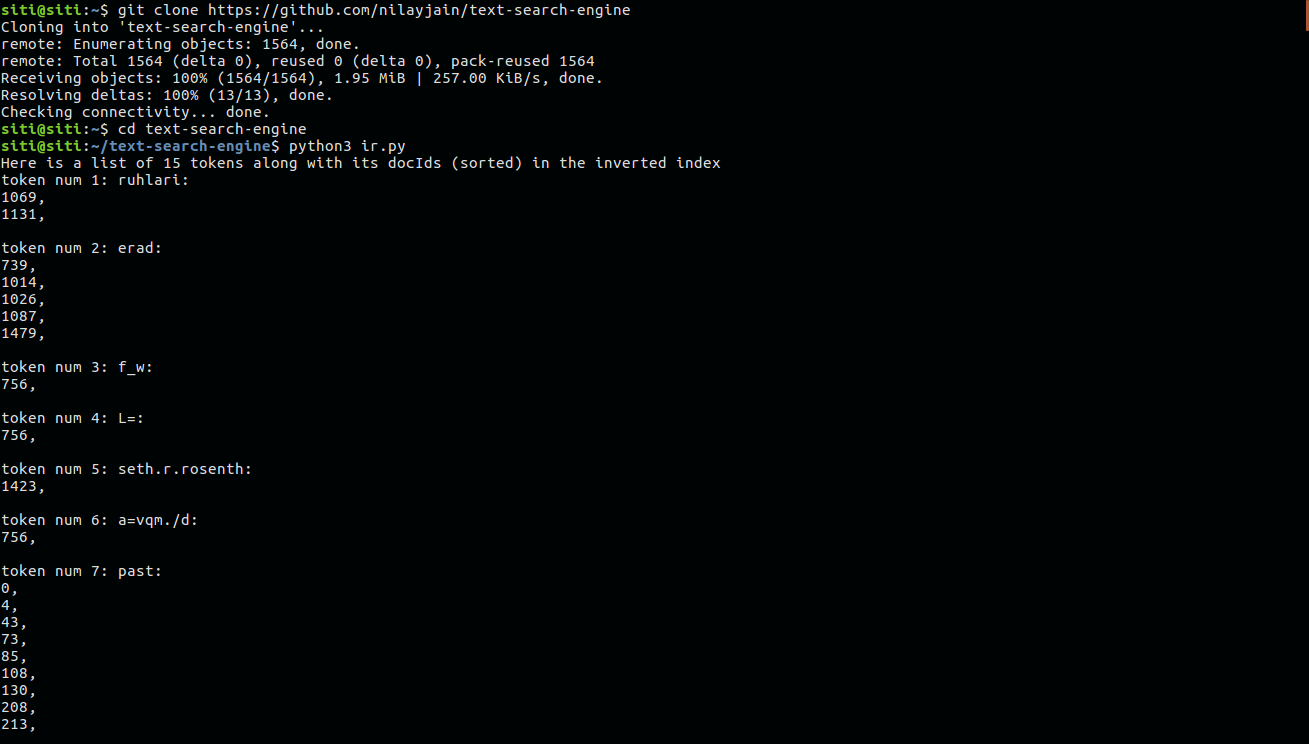 siti@siti:~$ git clone https://github.com/nilayjain/text-search-engine
Cloning into 'text-search-engine'...
remote: Enumerating objects: 1564, done.
remote: Total 1564 (delta 0), reused 0 (delta 0), pack-reused 1564
Receiving objects: 100% (1564/1564), 1.95 MiB | 257.00 KiB/s, done.
Resolving deltas: 100% (13/13), done.
Checking connectivity... done.
siti@siti:~$ cd text-search-engine
siti@siti:~/text-search-engine$ python3 ir.py
Here is a list of 15 tokens along with its docIds (sorted) in the inverted index
token num 1: ruhlari:
1069,
1131,

token num 2: erad:
739,
1014,
1026,
1087,
1479,

token num 3: f_w:
756,

token num 4: L=:
756,

token num 5: seth.r.rosenth:
1423,

token num 6: a=vqm./d:
756,

token num 7: past:
0,
4,
43,
73,
85,
108,
130,
208,
213,